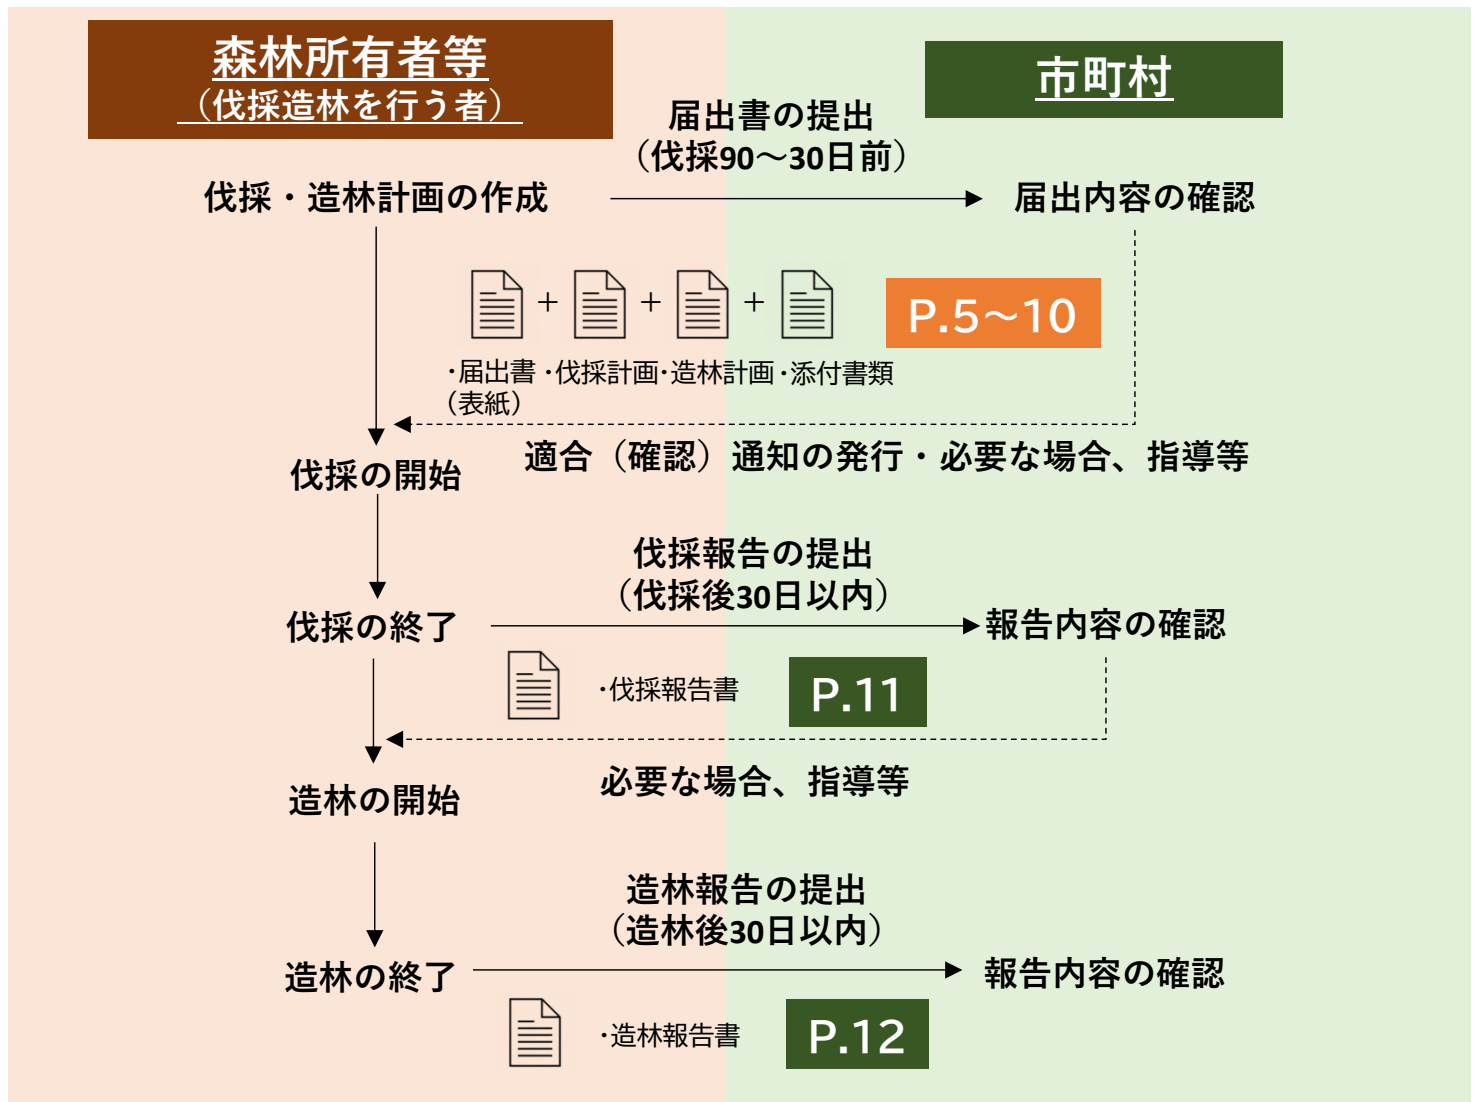 森林所有者等
（伐採造林を行う者）
市町村
届出書の提出
（伐採90～30日前）
伐採・造林計画の作成
届出内容の確認
＋ ＋ ＋
P.5～10
・届出書 ・伐採計画 ・造林計画 ・添付書類
（表紙）
適合（確認）通知の発行・必要な場合、指導等
伐採の開始
伐採報告の提出
（伐採後30日以内）
伐採の終了
報告内容の確認
・伐採報告書
P.11
必要な場合、指導等
造林の開始
造林報告の提出
（造林後30日以内）
造林の終了
報告内容の確認
・造林報告書
P.12